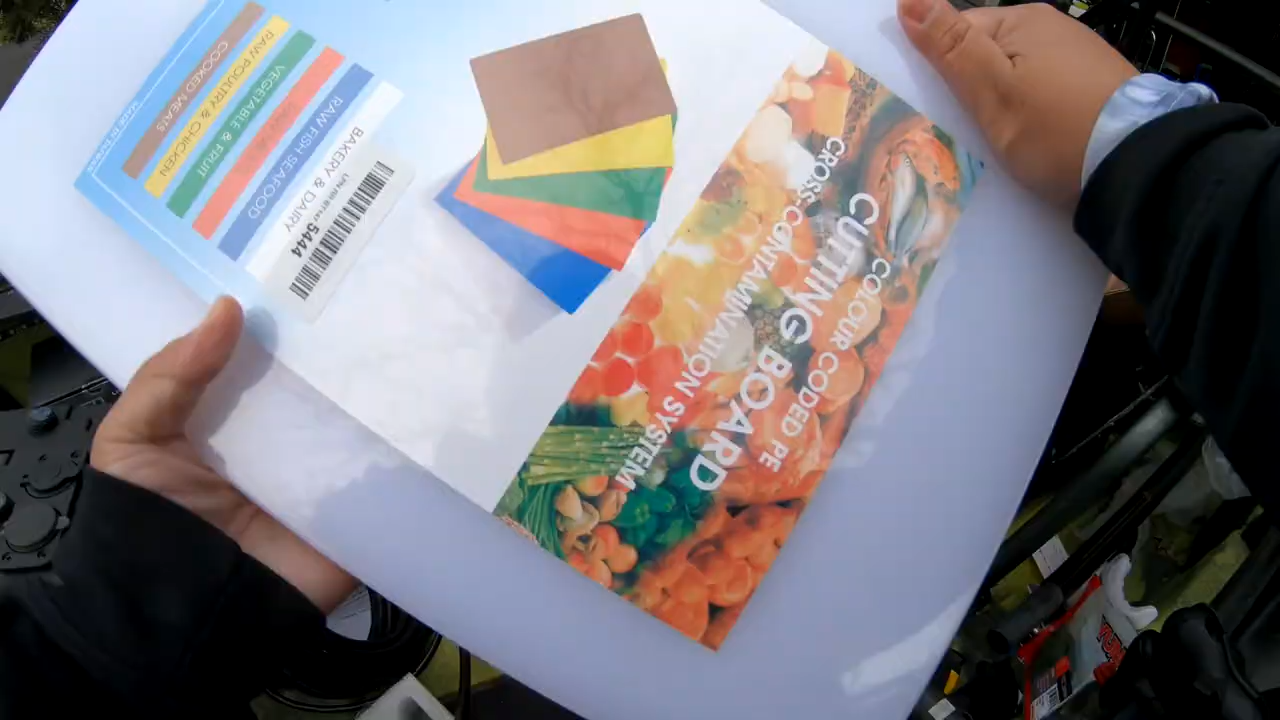 COLOUR CODED PE
CUTTING BOARD
CROSS-CONTAMINATION SYSTEM
COOKED MEATS
RAW POULTRY & CHICKEN
VEGETABLE & FRUIT
RAW FISH SEAFOOD
BAKERY & DAIRY
5444